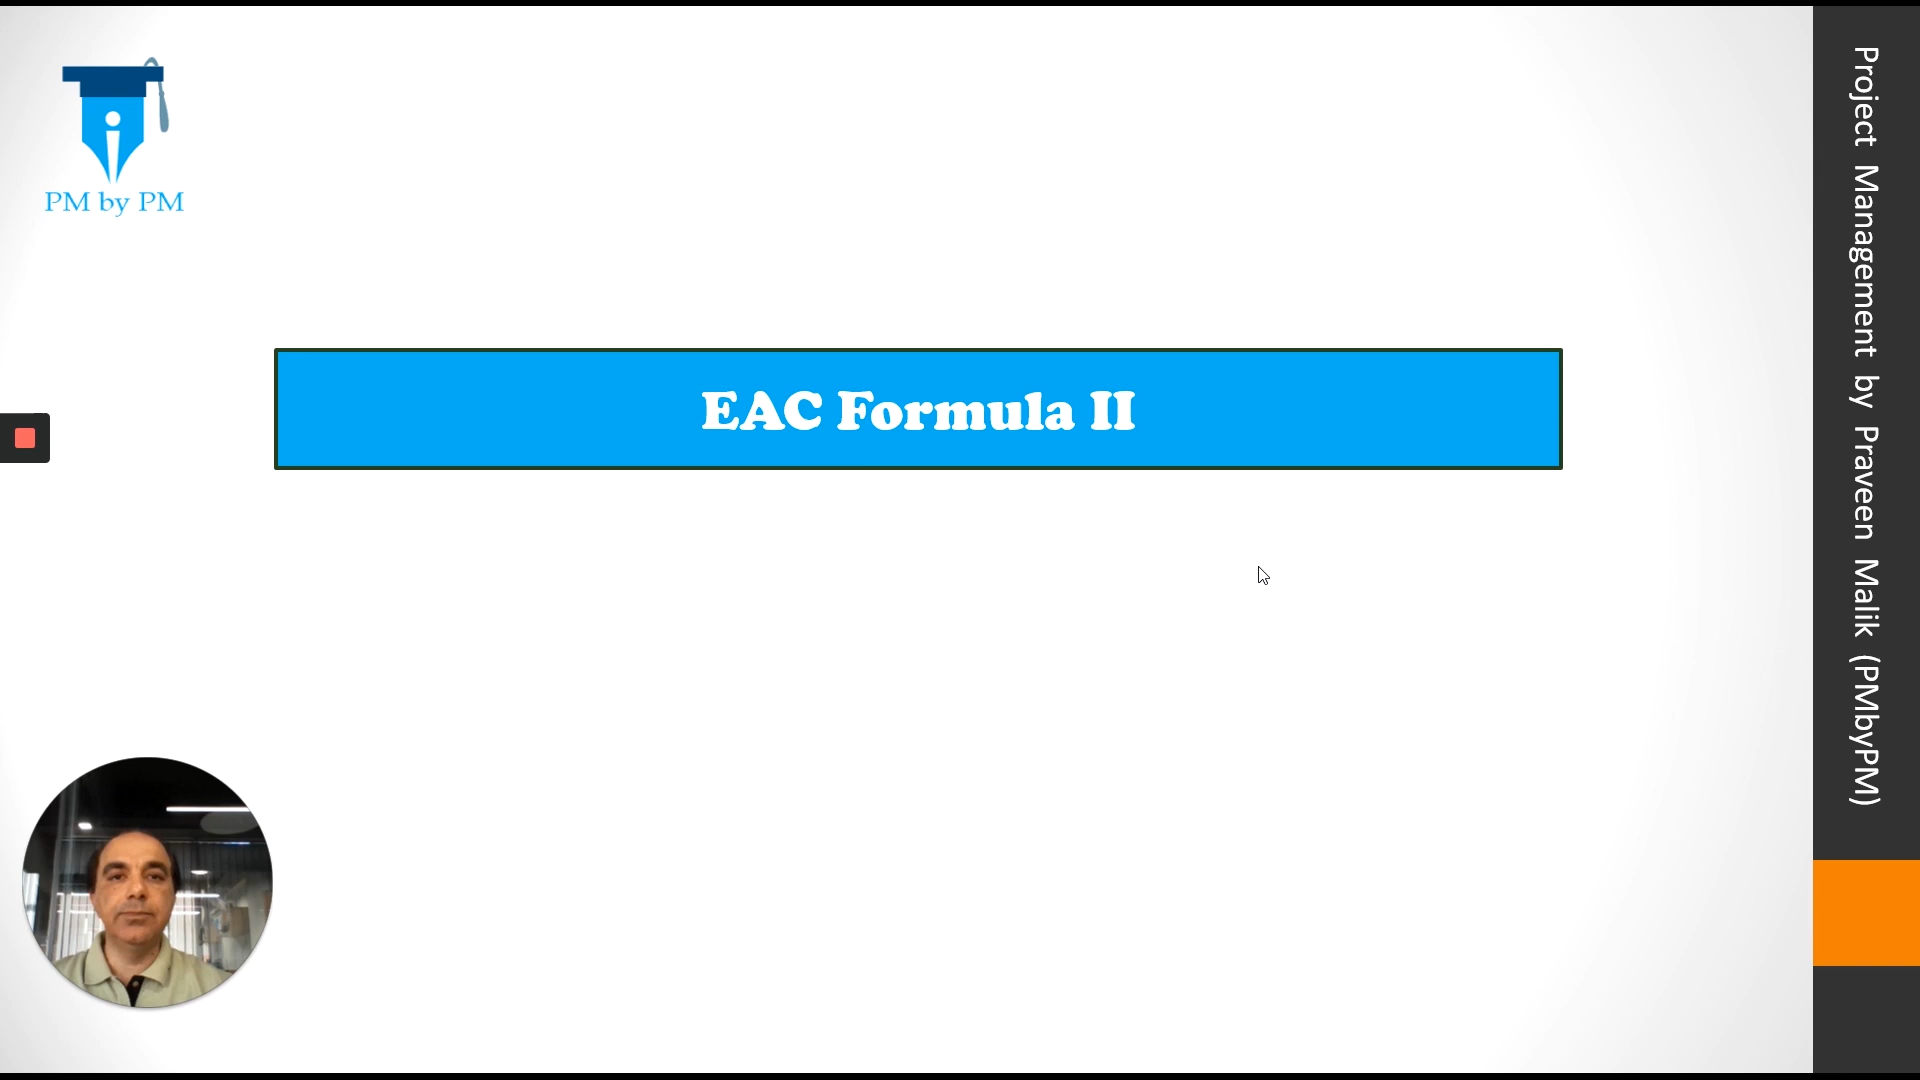 PM by PM
EAC Formula II
Project Management by Praveen Malik (PMbyPM)